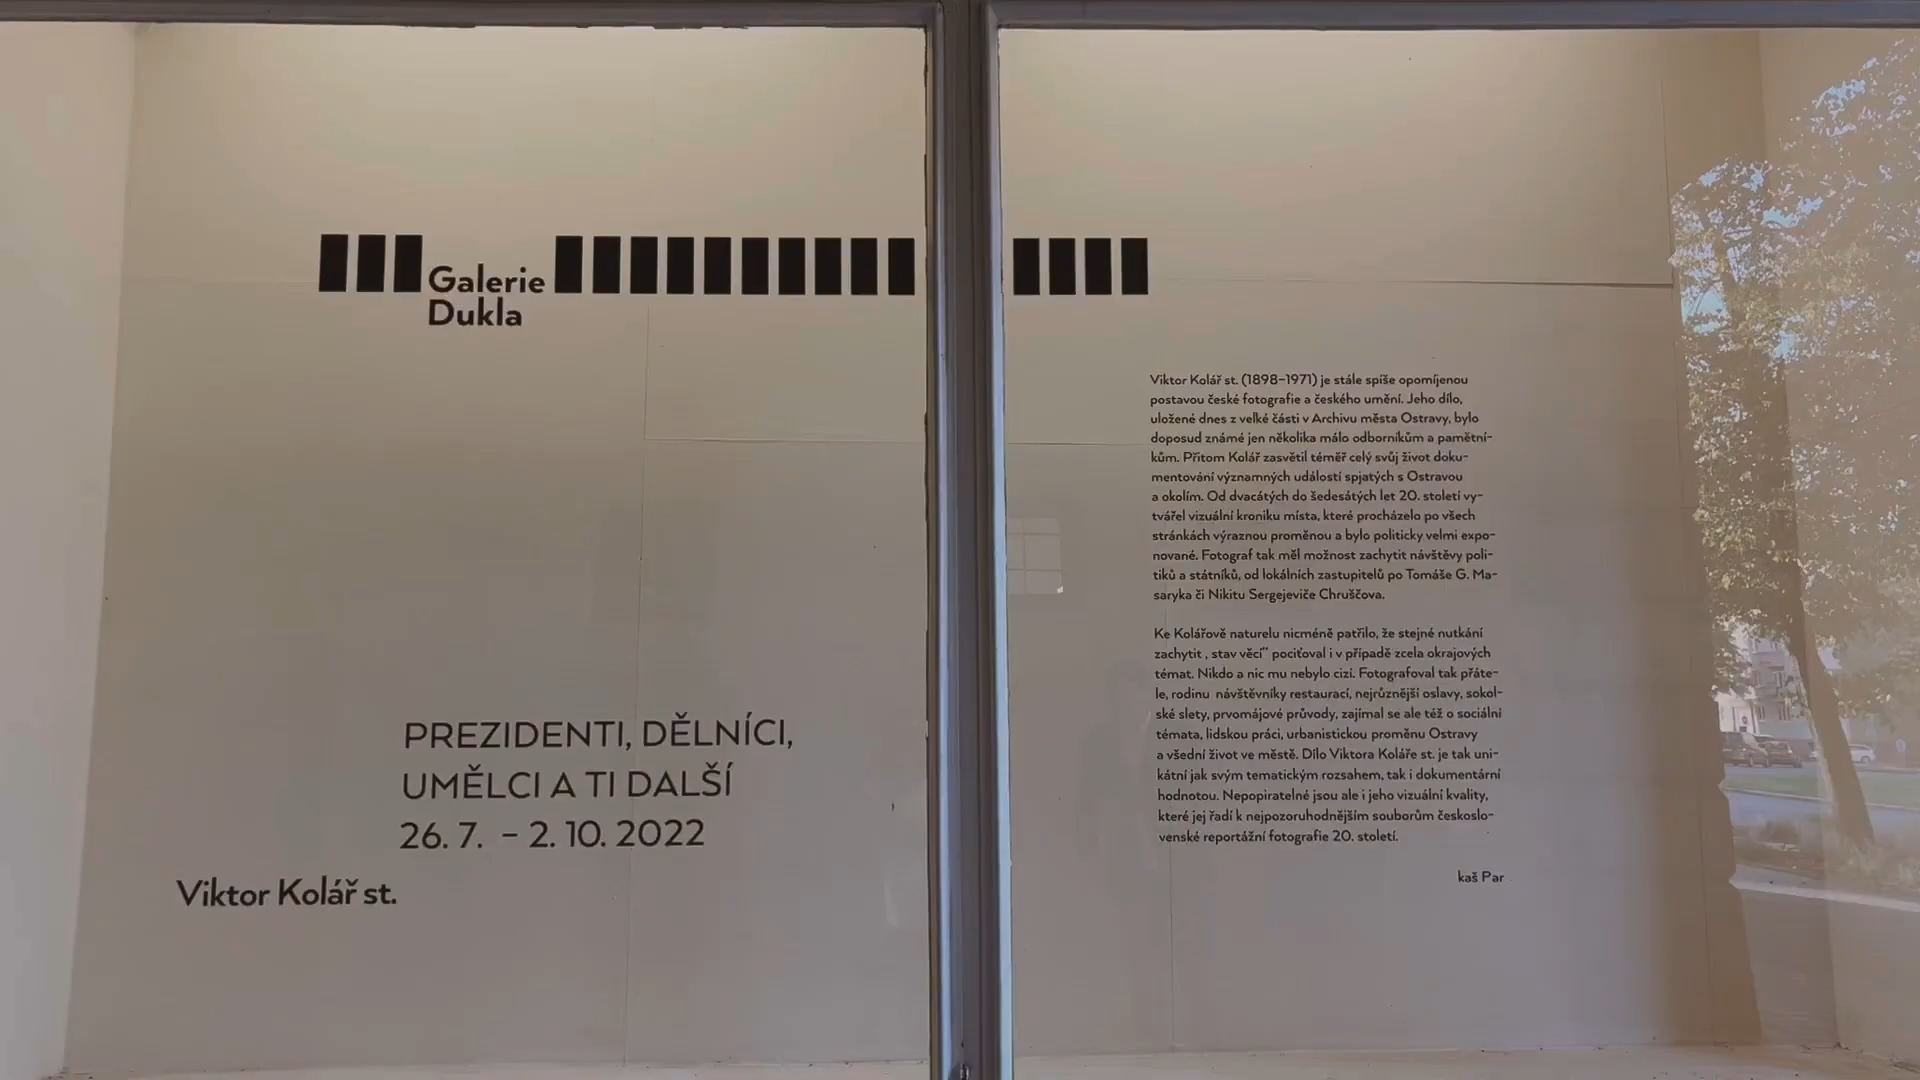 Galerie
Dukla
PREZIDENTI, DĚLNÍCI,
UMĚLCI A TI DALŠÍ
26. 7. – 2. 10. 2022
Viktor Kolář st.
Viktor Kolář st. (1898–1971) je stále spíše opomíjenou
postavou české fotografie a českého umění. Jeho dílo,
uložené dnes z velké části v Archivu města Ostravy, bylo
doposud známé jen několika málo odborníkům a pamětní-
kům. Přitom Kolář zasvětil téměř celý svůj život doku-
mentování významných událostí spjatých s Ostravou
a okolím. Od dvacátých do šedesátých let 20. století vy-
tvářel vizuální kroniku místa, které procházelo po všech
stránkách výraznou proměnou a bylo politicky velmi expo-
nované. Fotograf tak měl možnost zachytit návštěvy poli-
tiků a státníků, od lokálních zastupitelů po Tomáše G. Ma-
saryka či Nikitu Sergejeviče Chruščova.
Ke Kolářově naturelu nicméně patřilo, že stejné nutkání
zachytit „stav věcí“ pociťoval i v případě zcela okrajových
témat. Nikdo a nic mu nebylo cizí. Fotografoval tak přáte-
le, rodinu návštěvníky restaurací, nejrůznější oslavy, sokol-
ské slety, prvomájové průvody, zajímal se ale též o sociální
témata, lidskou práci, urbanistickou proměnu Ostravy
a všední život ve městě. Dílo Viktora Koláře st. je tak uni-
kátní jak svým tematickým rozsahem, tak i dokumentární
hodnotou. Nepopiratelné jsou ale i jeho vizuální kvality,
které jej řadí k nejpozoruhodnějším souborům českoslo-
venské reportážní fotografie 20. století.
kaš Par